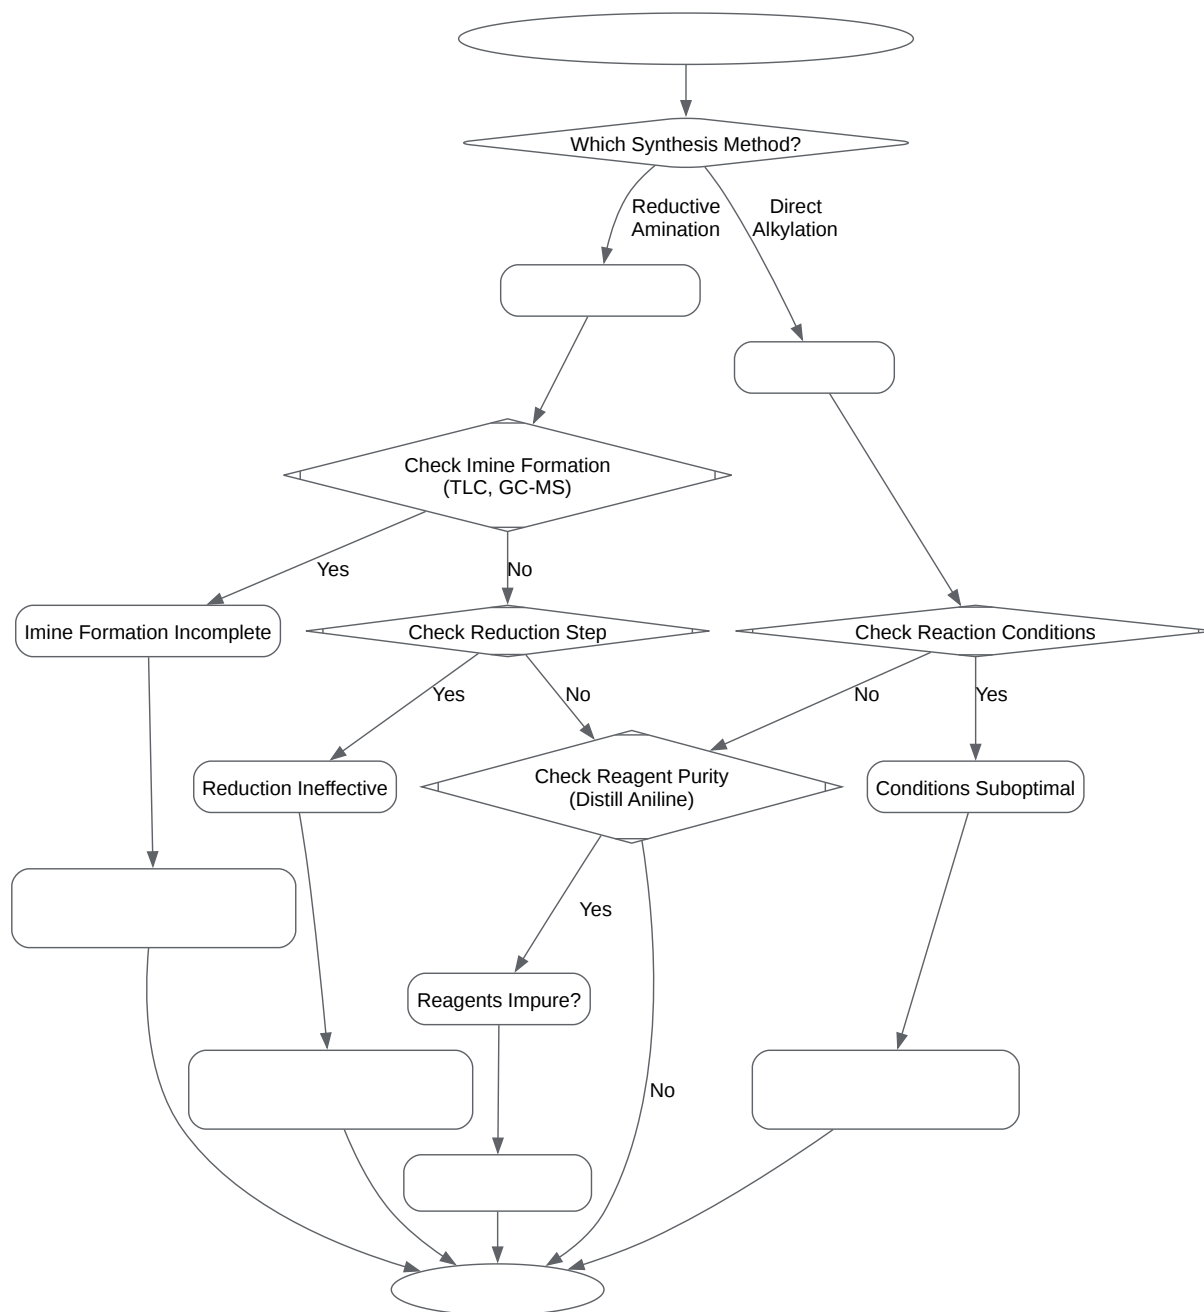 Which Synthesis Method?
Reductive
Amination
Direct
Alkylation
Check Imine Formation
(TLC, GC-MS)
Yes
No
Imine Formation Incomplete
Check Reduction Step
Check Reaction Conditions
Yes
No
No
Yes
Reduction Ineffective
Check Reagent Purity
(Distill Aniline)
Conditions Suboptimal
Yes
Reagents Impure?
No